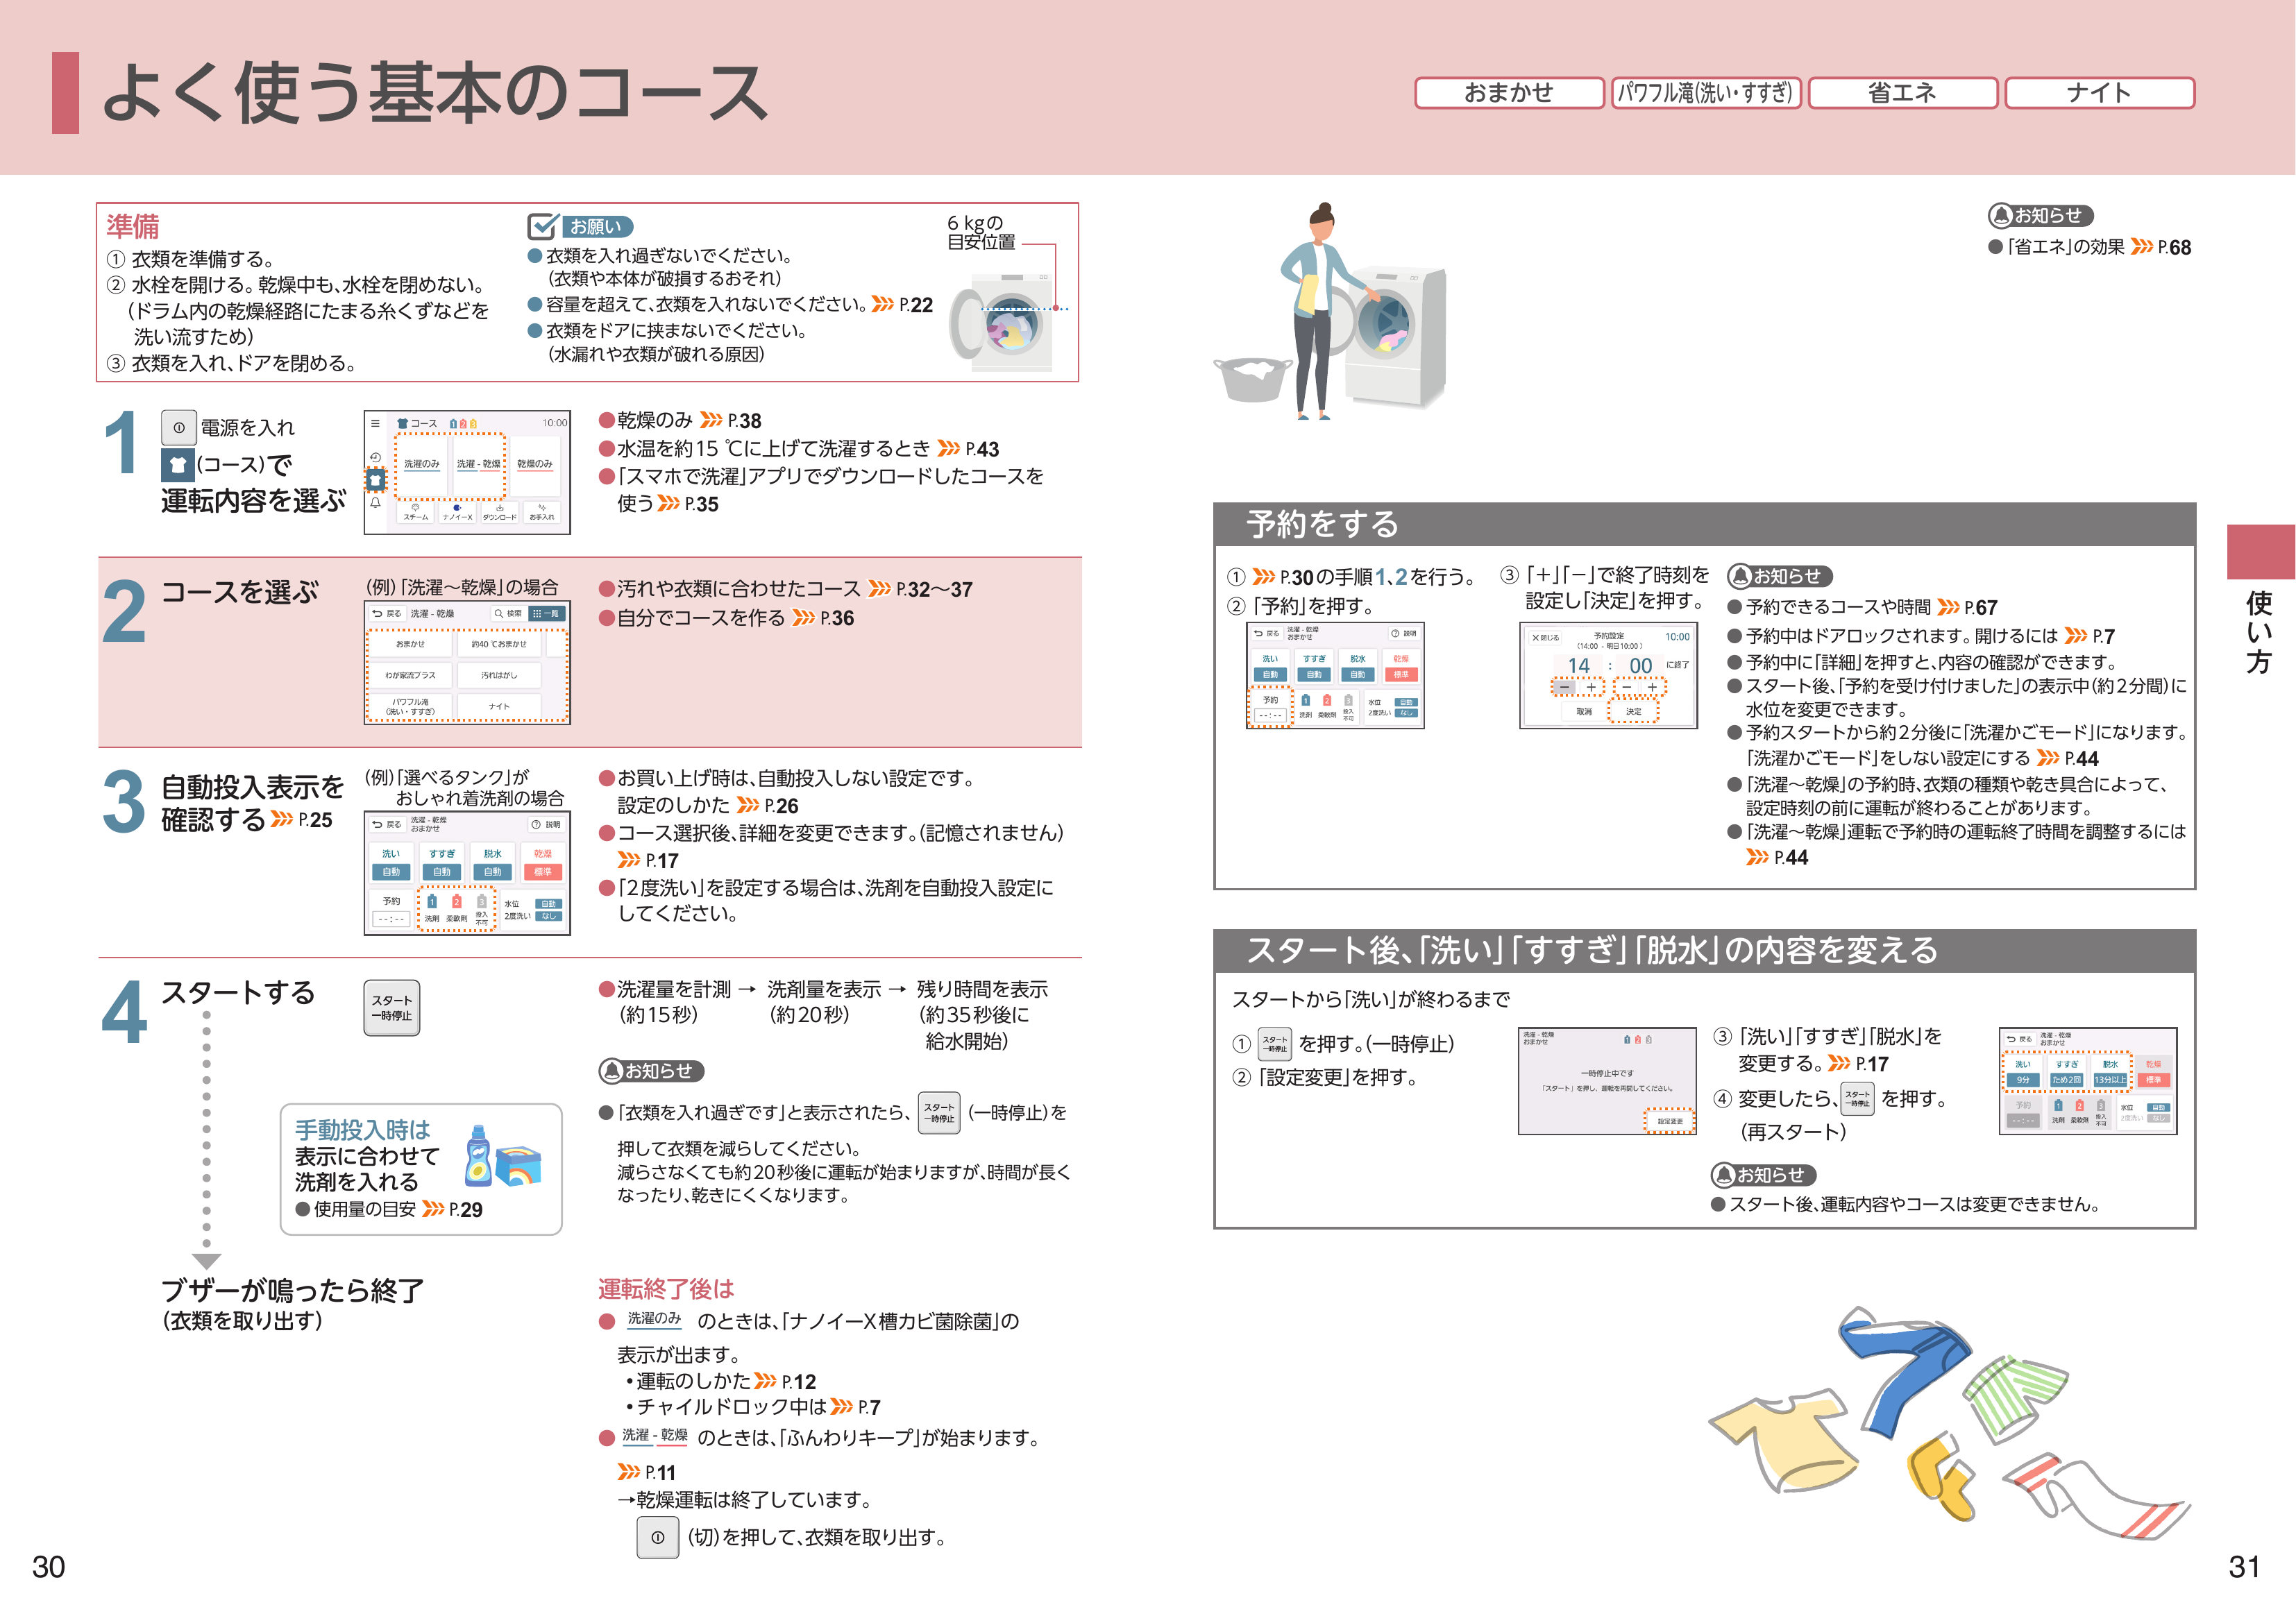 よく使う基本のコース
おまかせ
パワフル滝(洗い・すすぎ)
省エネ
ナイト
準備
① 衣類を準備する。
② 水栓を開ける。乾燥中も、水栓を閉めない。
(ドラム内の乾燥経路にたまる糸くずなどを
洗い流すため)
③ 衣類を入れ、ドアを閉める。
お願い
●衣類を入れ過ぎないでください。
(衣類や本体が破損するおそれ)
●容量を超えて、衣類を入れないでください。 P.22
●衣類をドアに挟まないでください。
(水漏れや衣類が破れる原因)
6 kgの
目安位置
1
電源を入れ
(コース)で
運転内容を選ぶ
コース 1 2 3 10:00
洗濯のみ 洗濯 - 乾燥 乾燥のみ
スチーム ナノイーX ダウンロード お手入れ
●乾燥のみ P.38
●水温を約15 ℃に上げて洗濯するとき P.43
●「スマホで洗濯」アプリでダウンロードしたコースを
使う P.35
2
コースを選ぶ
(例)「洗濯〜乾燥」の場合
戻る 洗濯 - 乾燥 検索 一覧
おまかせ 約40 ℃おまかせ
わが家流プラス 汚れはがし
パワフル滝
(洗い・すすぎ) ナイト
●汚れや衣類に合わせたコース P.32〜37
●自分でコースを作る P.36
3
自動投入表示を
確認する P.25
(例)「選べるタンク」が
おしゃれ着洗剤の場合
戻る 洗濯 - 乾燥
おまかせ 説明
洗い すすぎ 脱水 乾燥
自動 自動 自動 標準
予約 1 2 3 水位 自動
--:-- 洗剤 柔軟剤 投入
不可 2度洗い なし
●お買い上げ時は、自動投入しない設定です。
設定のしかた P.26
●コース選択後、詳細を変更できます。(記憶されません)
P.17
●「2度洗い」を設定する場合は、洗剤を自動投入設定に
してください。
4
スタートする
スタート
一時停止
●洗濯量を計測 → 洗剤量を表示 → 残り時間を表示
(約15秒) (約20秒) (約35秒後に
給水開始)
お知らせ
●「衣類を入れ過ぎです」と表示されたら、 スタート 一時停止 (一時停止)を
押して衣類を減らしてください。
減らさなくても約20秒後に運転が始まりますが、時間が長く
なったり、乾きにくくなります。
手動投入時は
表示に合わせて
洗剤を入れる
●使用量の目安 P.29
ブザーが鳴ったら終了
(衣類を取り出す)
運転終了後は
● 洗濯のみ のときは、「ナノイーX槽カビ菌除菌」の
表示が出ます。
・運転のしかた P.12
・チャイルドロック中は P.7
● 洗濯 - 乾燥 のときは、「ふんわりキープ」が始まります。
P.11
→乾燥運転は終了しています。
(切)を押して、衣類を取り出す。
30
お知らせ
●「省エネ」の効果 P.68
予約をする
① P.30の手順1、2を行う。
② 「予約」を押す。
戻る 洗濯 - 乾燥
おまかせ 説明
洗い すすぎ 脱水 乾燥
自動 自動 自動 標準
予約 1 2 3 水位 自動
--:-- 洗剤 柔軟剤 投入
不可 2度洗い なし
③ 「+」「−」で終了時刻を
設定し「決定」を押す。
×閉じる 予約設定 10:00
(14:00 - 明日10:00)
14 : 00 に終了
− + − +
取消 決定
お知らせ
●予約できるコースや時間 P.67
●予約中はドアロックされます。開けるには P.7
●予約中に「詳細」を押すと、内容の確認ができます。
●スタート後、「予約を受け付けました」の表示中(約2分間)に
水位を変更できます。
●予約スタートから約2分後に「洗濯かごモード」になります。
「洗濯かごモード」をしない設定にする P.44
●「洗濯〜乾燥」の予約時、衣類の種類や乾き具合によって、
設定時刻の前に運転が終わることがあります。
●「洗濯〜乾燥」運転で予約時の運転終了時間を調整するには
P.44
使い方
スタート後、「洗い」「すすぎ」「脱水」の内容を変える
スタートから「洗い」が終わるまで
① スタート 一時停止 を押す。(一時停止)
② 「設定変更」を押す。
洗濯 - 乾燥
おまかせ 1 2 3
一時停止中です
「スタート」を押し、運転を再開してください。
設定変更
③ 「洗い」「すすぎ」「脱水」を
変更する。 P.17
④ 変更したら、 スタート 一時停止 を押す。
(再スタート)
戻る 洗濯 - 乾燥
おまかせ
洗い すすぎ 脱水 乾燥
9分 ため2回 13分以上 標準
予約 1 2 3 水位 自動
--:-- 洗剤 柔軟剤 投入
不可 2度洗い なし
お知らせ
●スタート後、運転内容やコースは変更できません。
31